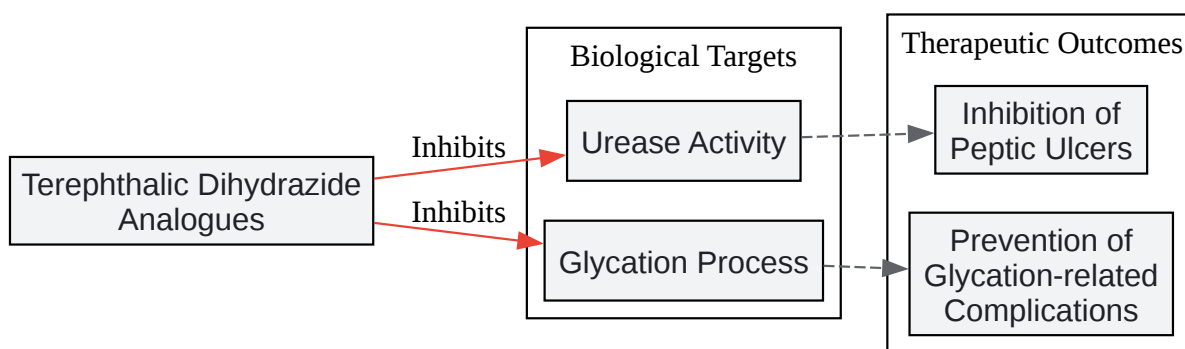 Terephthalic Dihydrazide
Analogues
Inhibits
Inhibits
Biological Targets
Urease Activity
Glycation Process
Therapeutic Outcomes
Inhibition of
Peptic Ulcers
Prevention of
Glycation-related
Complications